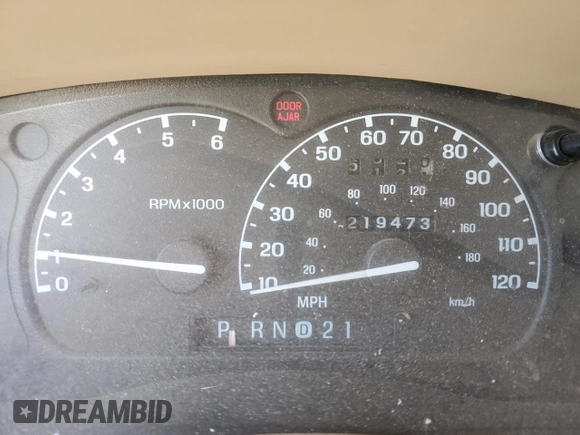 DOOR
AJAR
0 1 2 3 4 5 6
RPM x 1000
10 10 20 30 40 50 60 70 80 90 100 110 120
20 40 60 80 100 120 140 160 180
219473
MPH
km/h
P R N D 2 1
DREAMBID